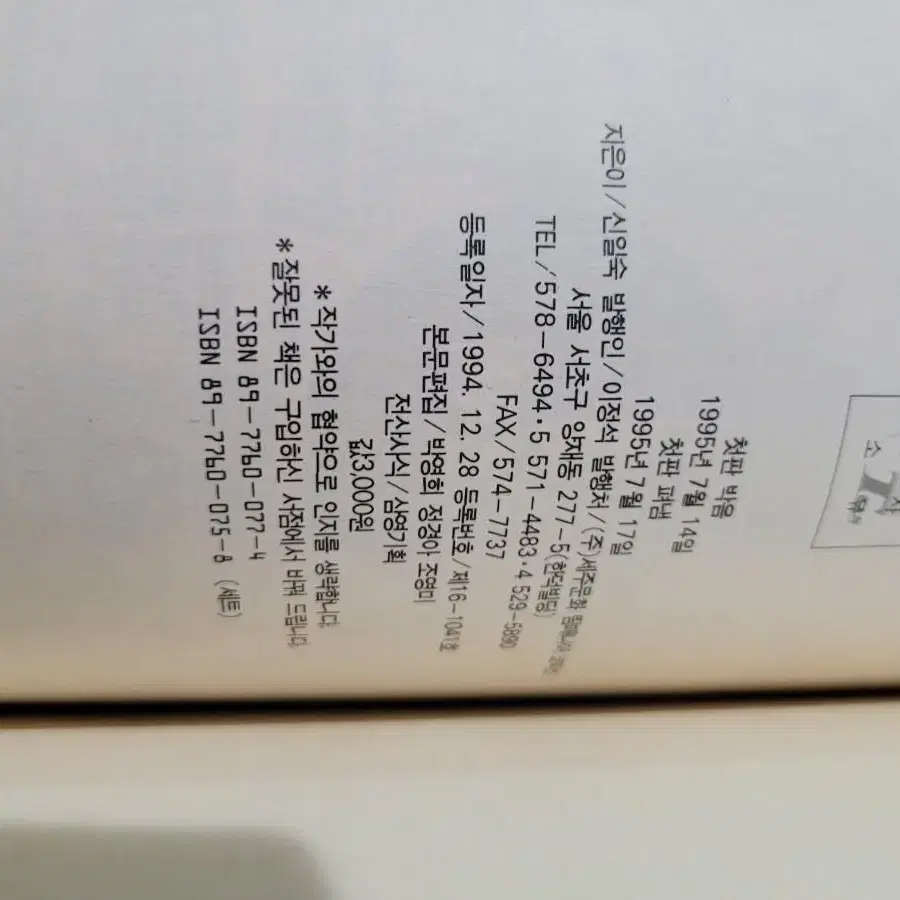 첫판 박음
1995년 7월 14일
첫판 펴냄
1995년 7월 17일
지은이/신일숙 발행인/이정석 발행처/(주)세주문화
서울 서초구 양재동 277-5(한덕빌딩)
TEL/578-6494·5 571-4483·4 529-5890
FAX/574-7737
등록일자/1994. 12. 28 등록번호/제16-1041호
본문편집/박영희 정경아 조영미
전산사식/삼영기획
값3,000원
*작가와의 협약으로 인지를 생략합니다.
*잘못된 책은 구입하신 서점에서 바꿔 드립니다.
ISBN 89-7760-077-4
ISBN 89-7760-075-8 (세트)